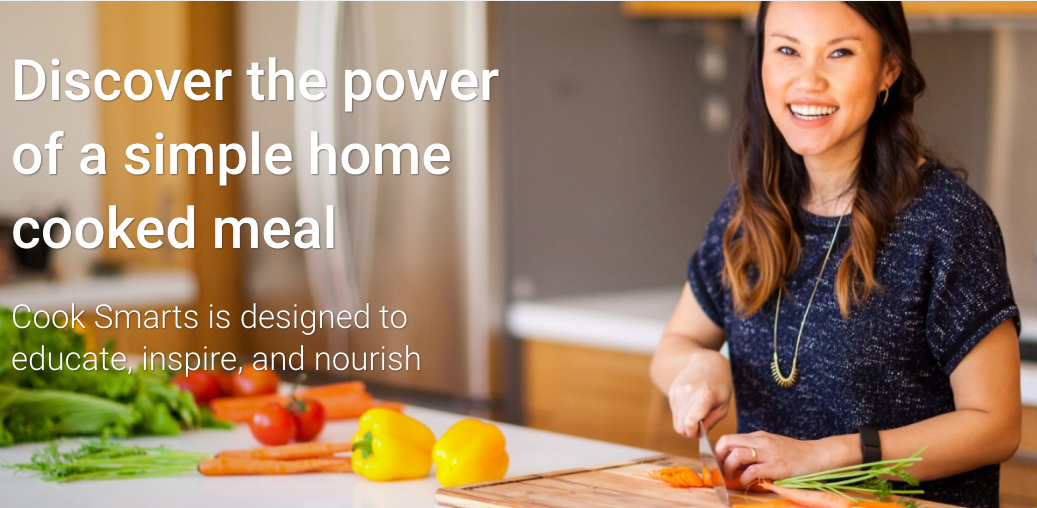 Discover the power
of a simple home
cooked meal
Cook Smarts is designed to
educate, inspire, and nourish